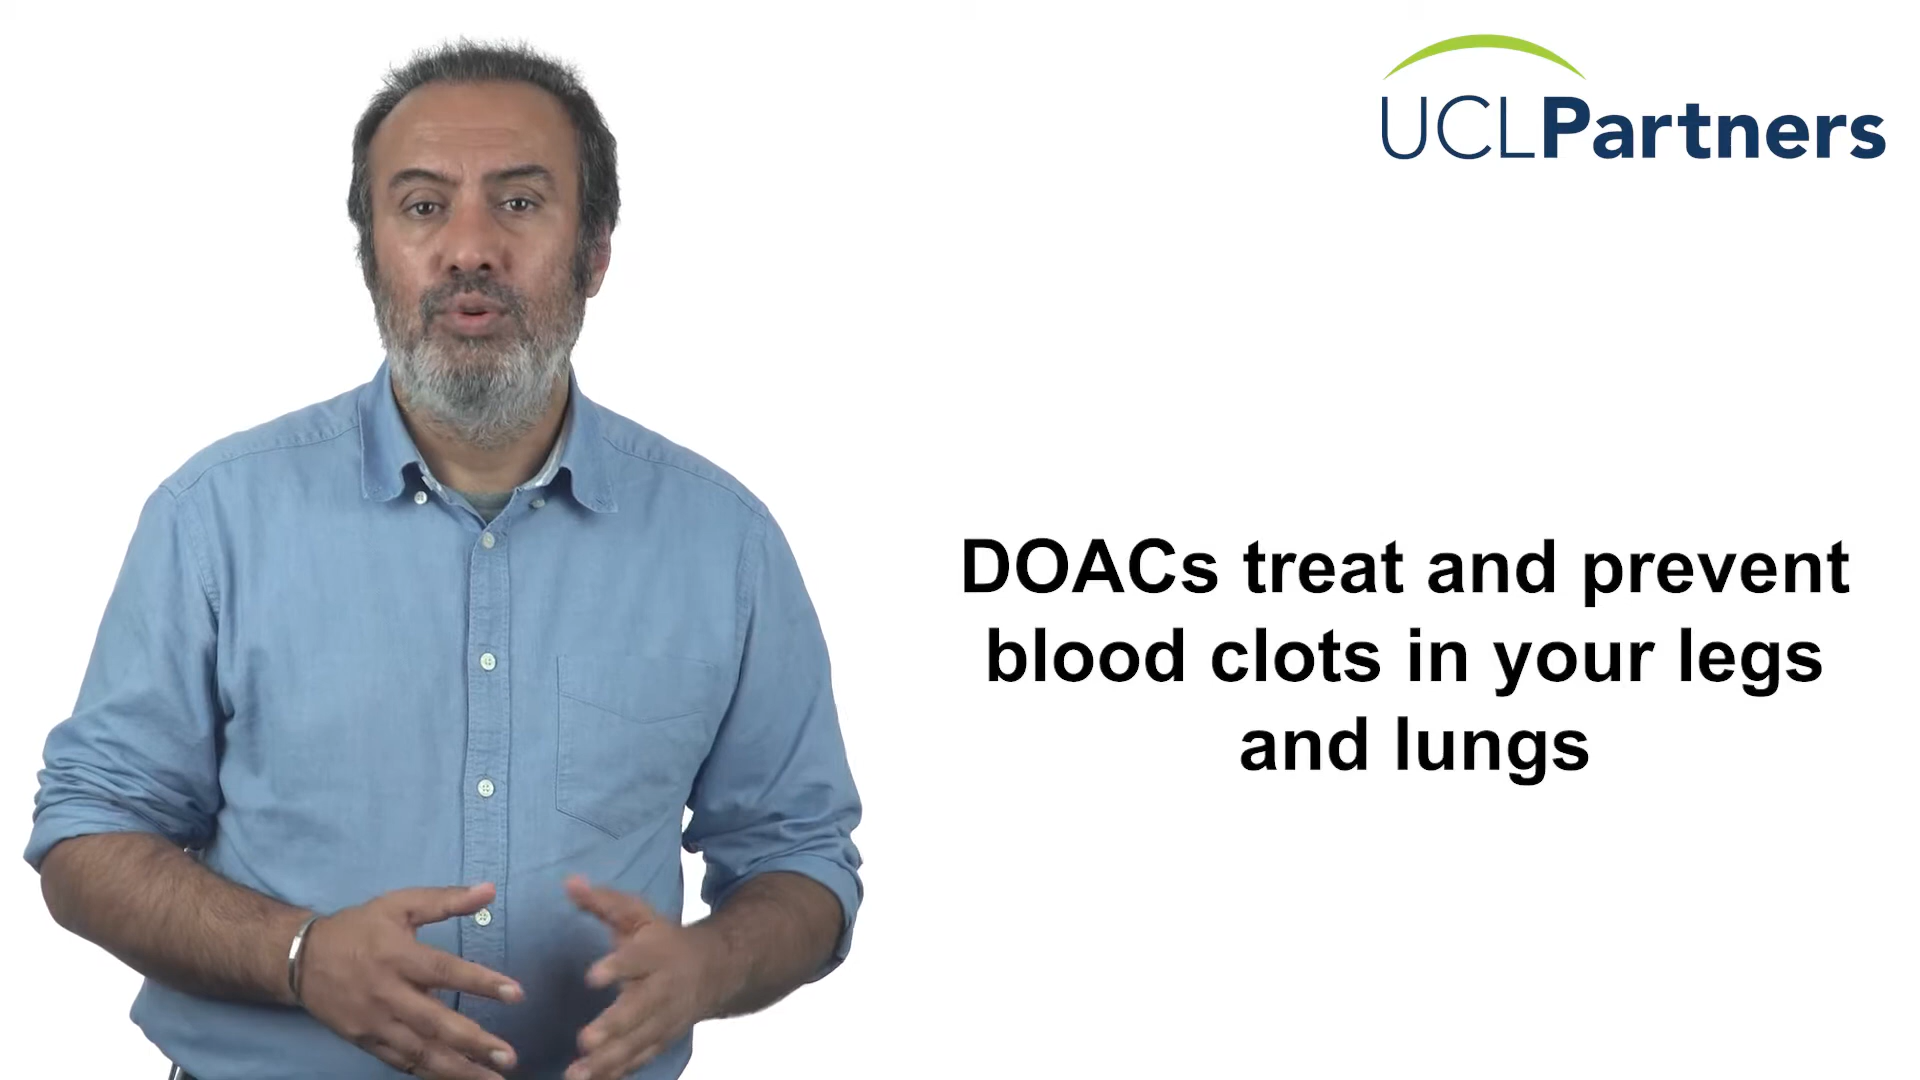 UCLPartners
DOACs treat and prevent
blood clots in your legs
and lungs